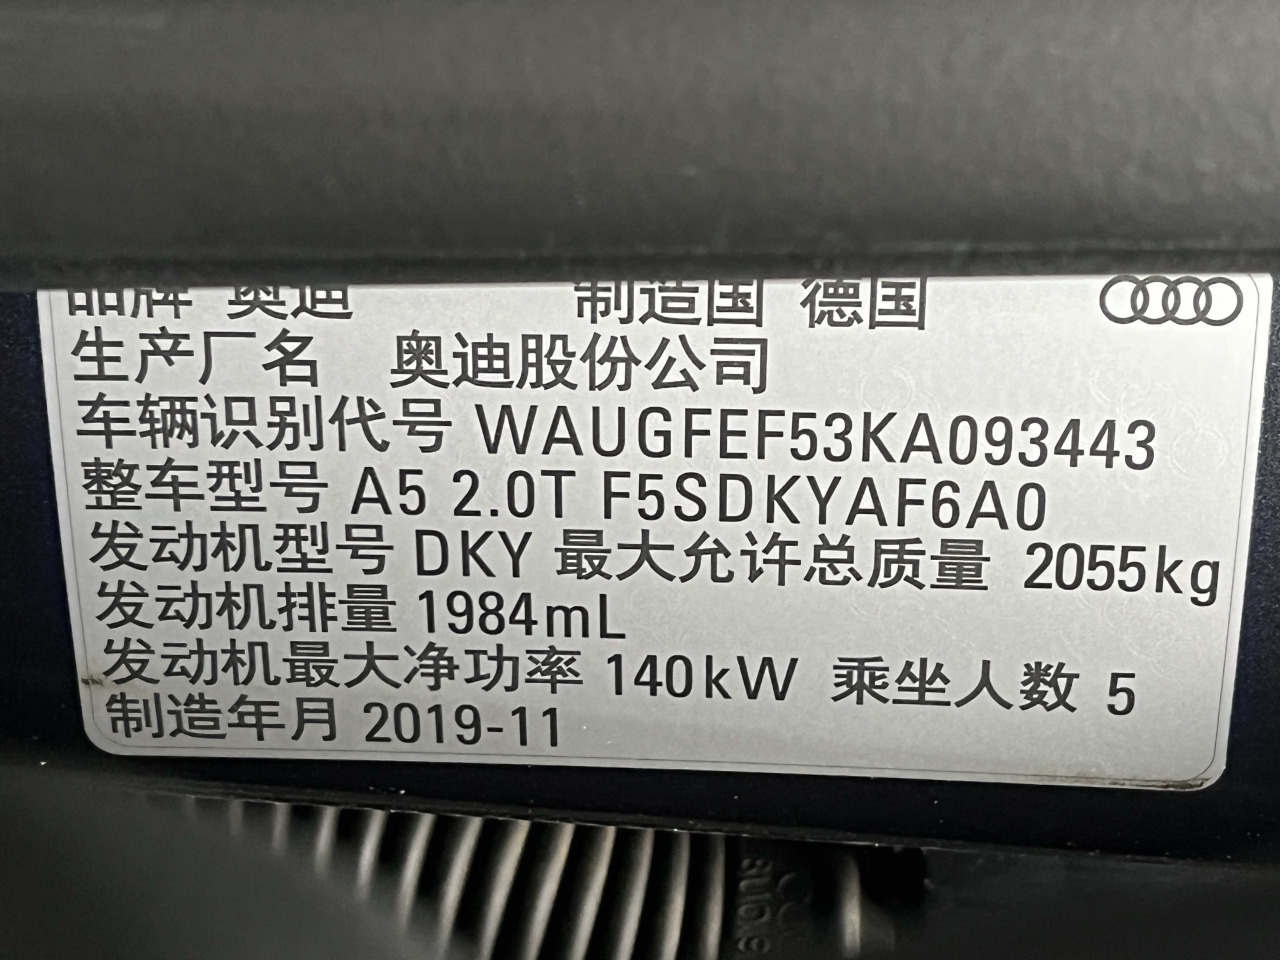 品牌 奥迪 制造国 德国
生产厂名 奥迪股份公司
车辆识别代号 WAUGFEF53KA093443
整车型号 A5 2.0T F5SDKYAF6A0
发动机型号 DKY 最大允许总质量 2055kg
发动机排量 1984mL
发动机最大净功率 140kW 乘坐人数 5
制造年月 2019-11